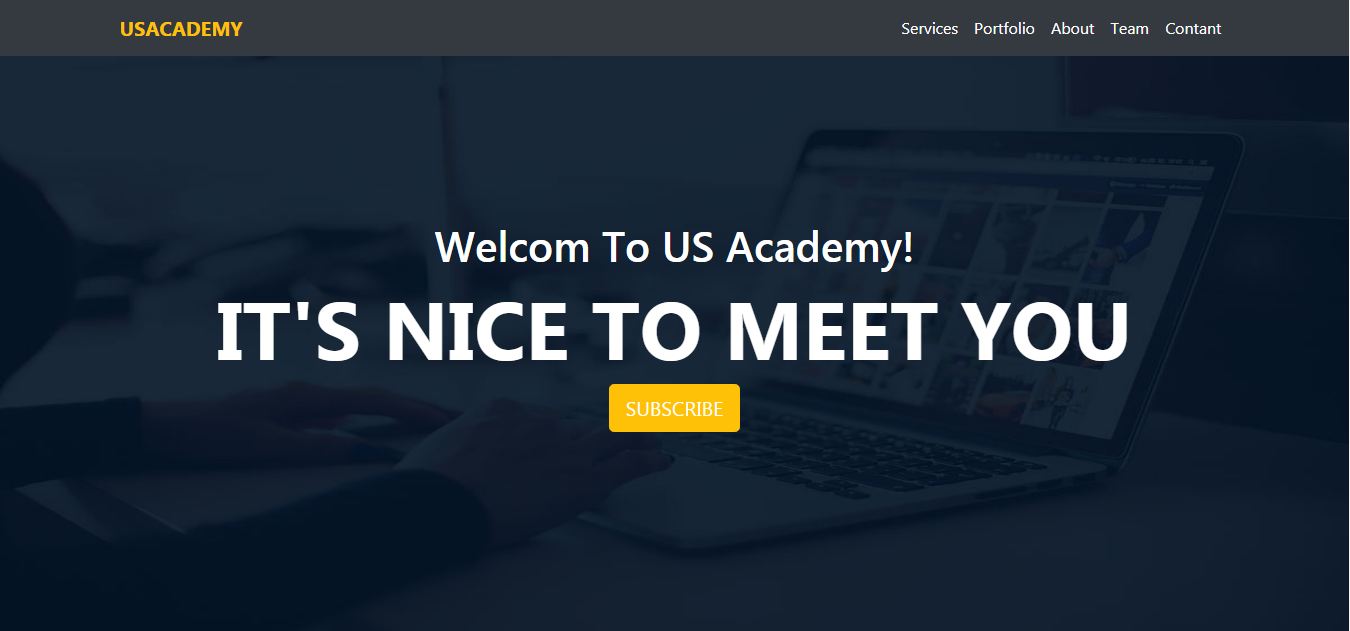 USACADEMY
Services Portfolio About Team Contant
Welcom To US Academy!
IT'S NICE TO MEET YOU
SUBSCRIBE